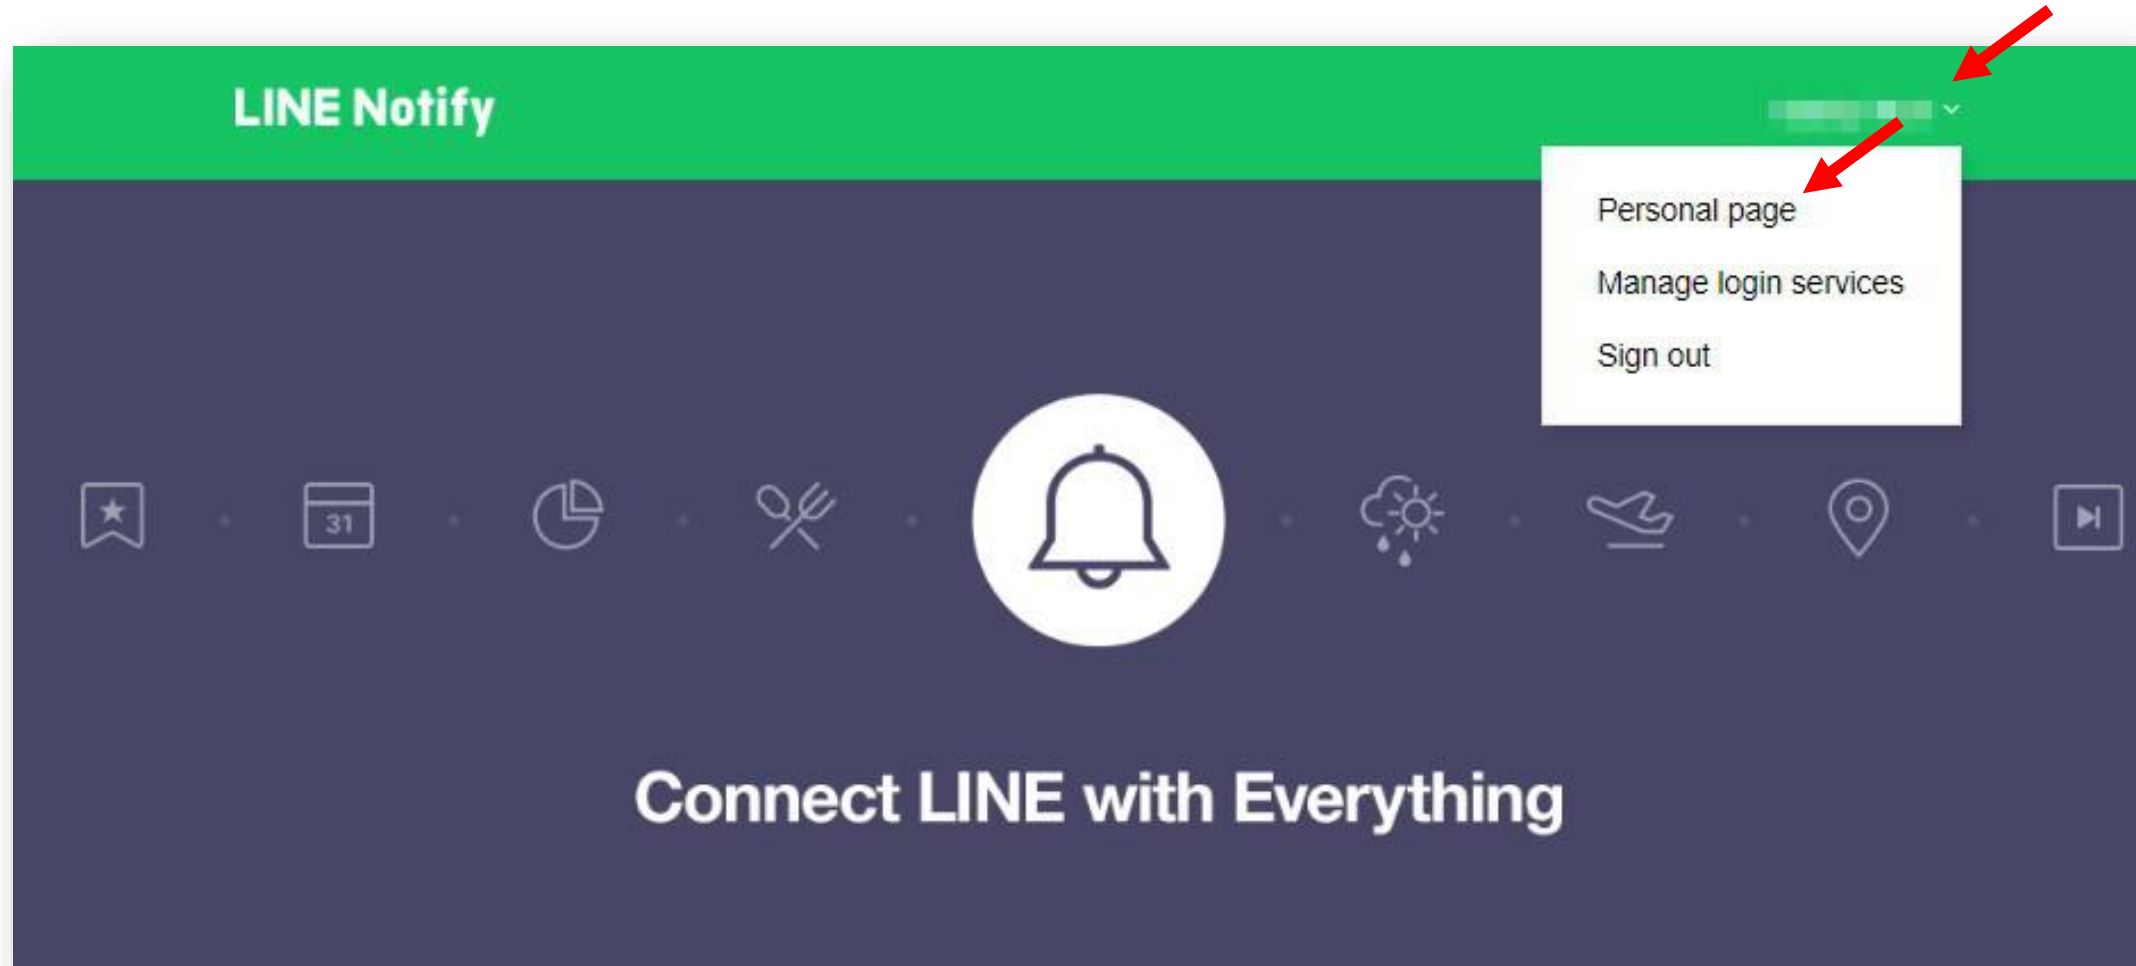 LINE Notify
Personal page
Manage login services
Sign out
31
Connect LINE with Everything